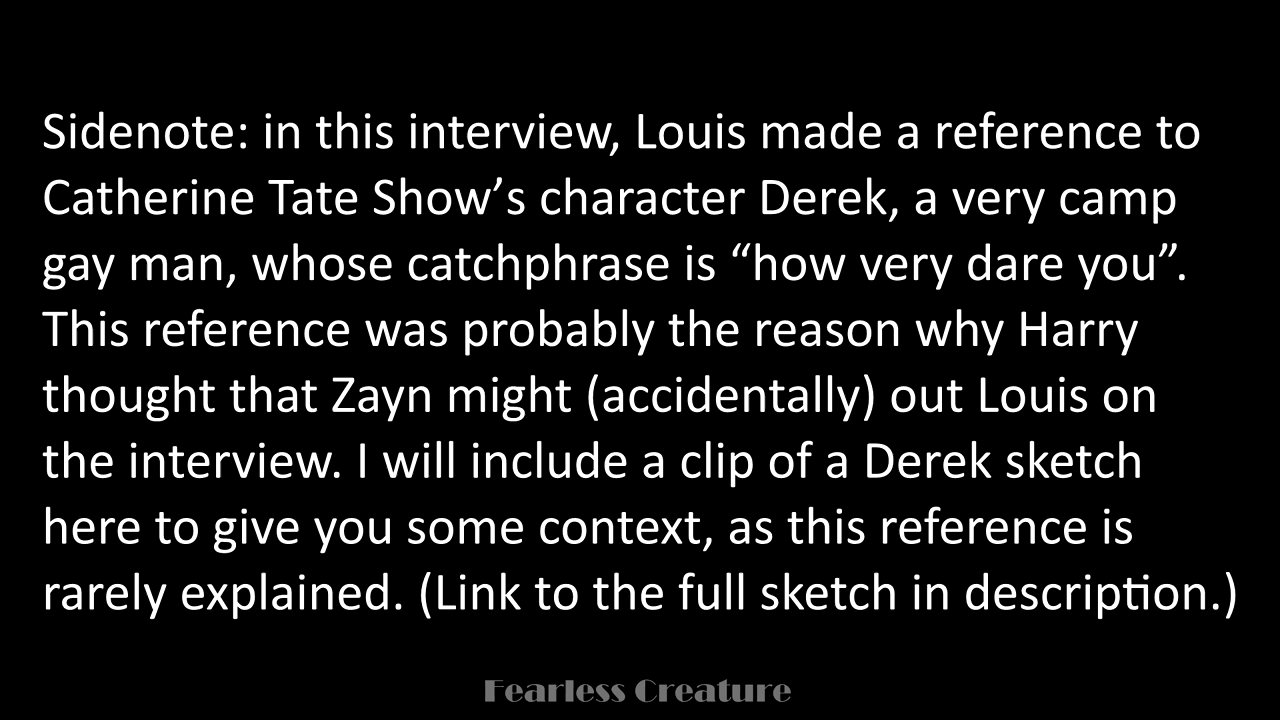 Sidenote: in this interview, Louis made a reference to
Catherine Tate Show’s character Derek, a very camp
gay man, whose catchphrase is “how very dare you”.
This reference was probably the reason why Harry
thought that Zayn might (accidentally) out Louis on
the interview. I will include a clip of a Derek sketch
here to give you some context, as this reference is
rarely explained. (Link to the full sketch in description.)
Fearless Creature